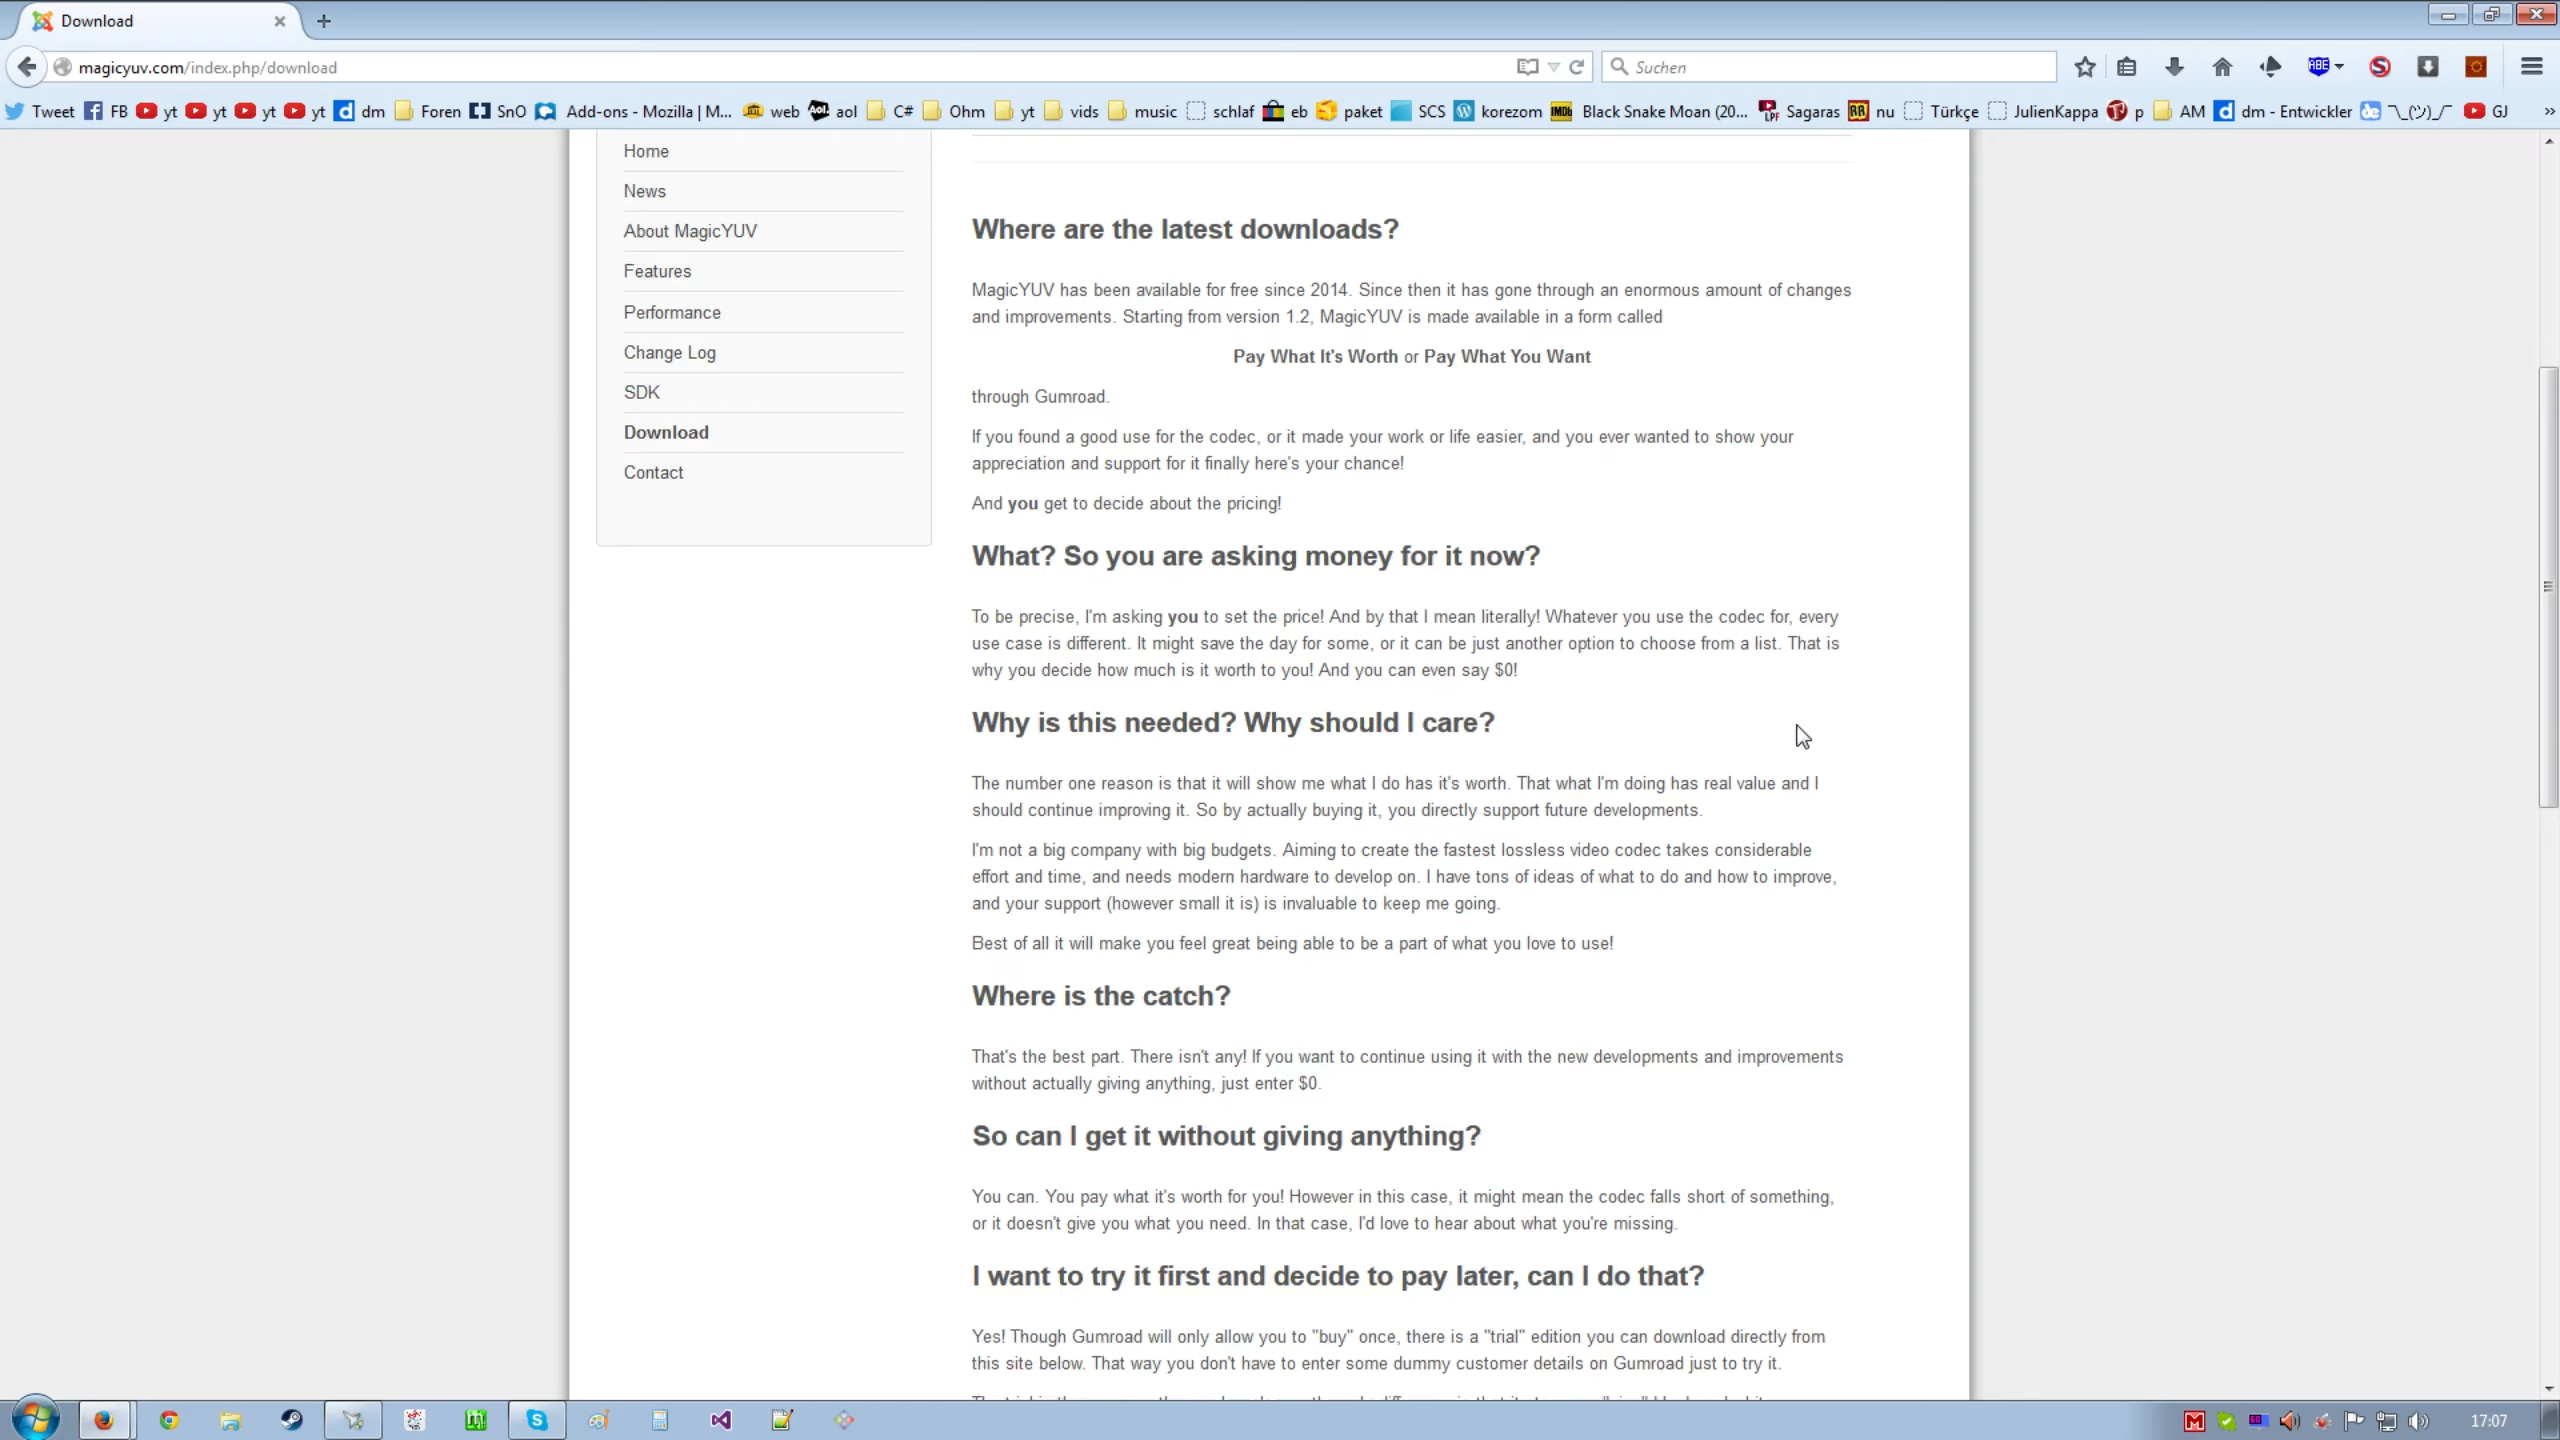 Download
magicyuv.com/index.php/download
Suchen
ABE
Tweet FB yt yt yt yt dm Foren SnO Add-ons - Mozilla | M... web aol C# Ohm yt vids music schlaf eb paket SCS korezom Black Snake Moan (20... Sagaras nu Türkçe JulienKappa p AM dm - Entwickler ¯\_(ツ)_/¯ GJ »
Home
News
About MagicYUV
Features
Performance
Change Log
SDK
Download
Contact
Where are the latest downloads?
MagicYUV has been available for free since 2014. Since then it has gone through an enormous amount of changes
and improvements. Starting from version 1.2, MagicYUV is made available in a form called
Pay What It's Worth or Pay What You Want
through Gumroad.
If you found a good use for the codec, or it made your work or life easier, and you ever wanted to show your
appreciation and support for it finally here's your chance!
And you get to decide about the pricing!
What? So you are asking money for it now?
To be precise, I'm asking you to set the price! And by that I mean literally! Whatever you use the codec for, every
use case is different. It might save the day for some, or it can be just another option to choose from a list. That is
why you decide how much is it worth to you! And you can even say $0!
Why is this needed? Why should I care?
The number one reason is that it will show me what I do has it's worth. That what I'm doing has real value and I
should continue improving it. So by actually buying it, you directly support future developments.
I'm not a big company with big budgets. Aiming to create the fastest lossless video codec takes considerable
effort and time, and needs modern hardware to develop on. I have tons of ideas of what to do and how to improve,
and your support (however small it is) is invaluable to keep me going.
Best of all it will make you feel great being able to be a part of what you love to use!
Where is the catch?
That's the best part. There isn't any! If you want to continue using it with the new developments and improvements
without actually giving anything, just enter $0.
So can I get it without giving anything?
You can. You pay what it's worth for you! However in this case, it might mean the codec falls short of something,
or it doesn't give you what you need. In that case, I'd love to hear about what you're missing.
I want to try it first and decide to pay later, can I do that?
Yes! Though Gumroad will only allow you to "buy" once, there is a "trial" edition you can download directly from
this site below. That way you don't have to enter some dummy customer details on Gumroad just to try it.
17:07